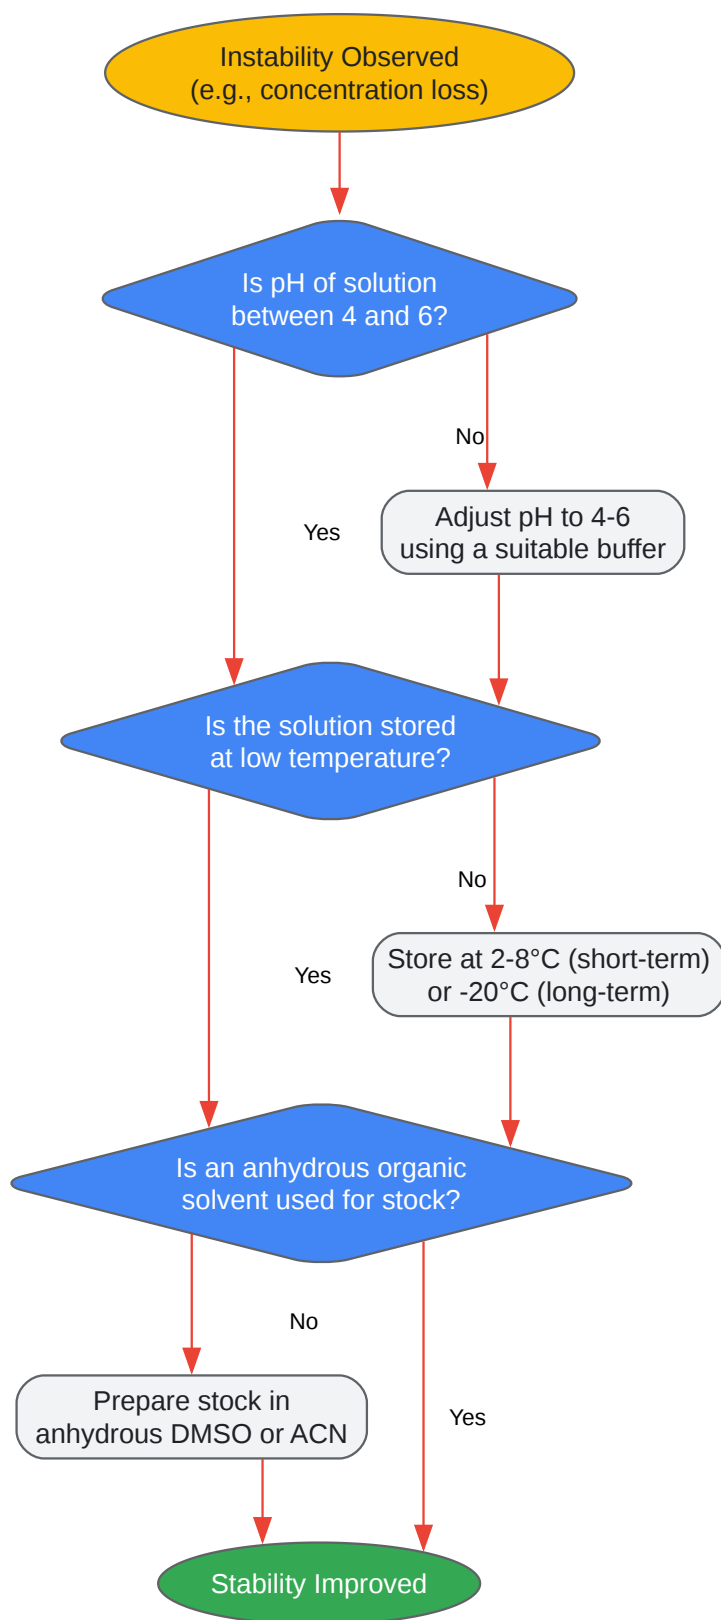 Instability Observed
(e.g., concentration loss)
Is pH of solution
between 4 and 6?
No
Yes
Adjust pH to 4-6
using a suitable buffer
Is the solution stored
at low temperature?
No
Yes
Store at 2-8°C (short-term)
or -20°C (long-term)
Is an anhydrous organic
solvent used for stock?
No
Prepare stock in
anhydrous DMSO or ACN
Yes
Stability Improved